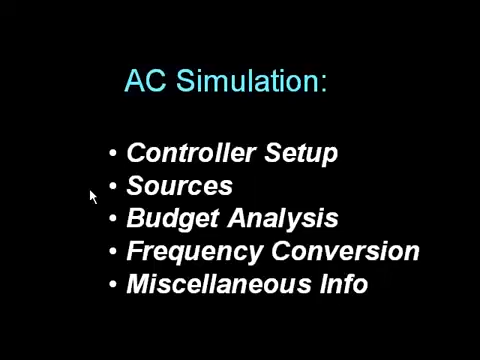 AC Simulation:
• Controller Setup
• Sources
• Budget Analysis
• Frequency Conversion
• Miscellaneous Info